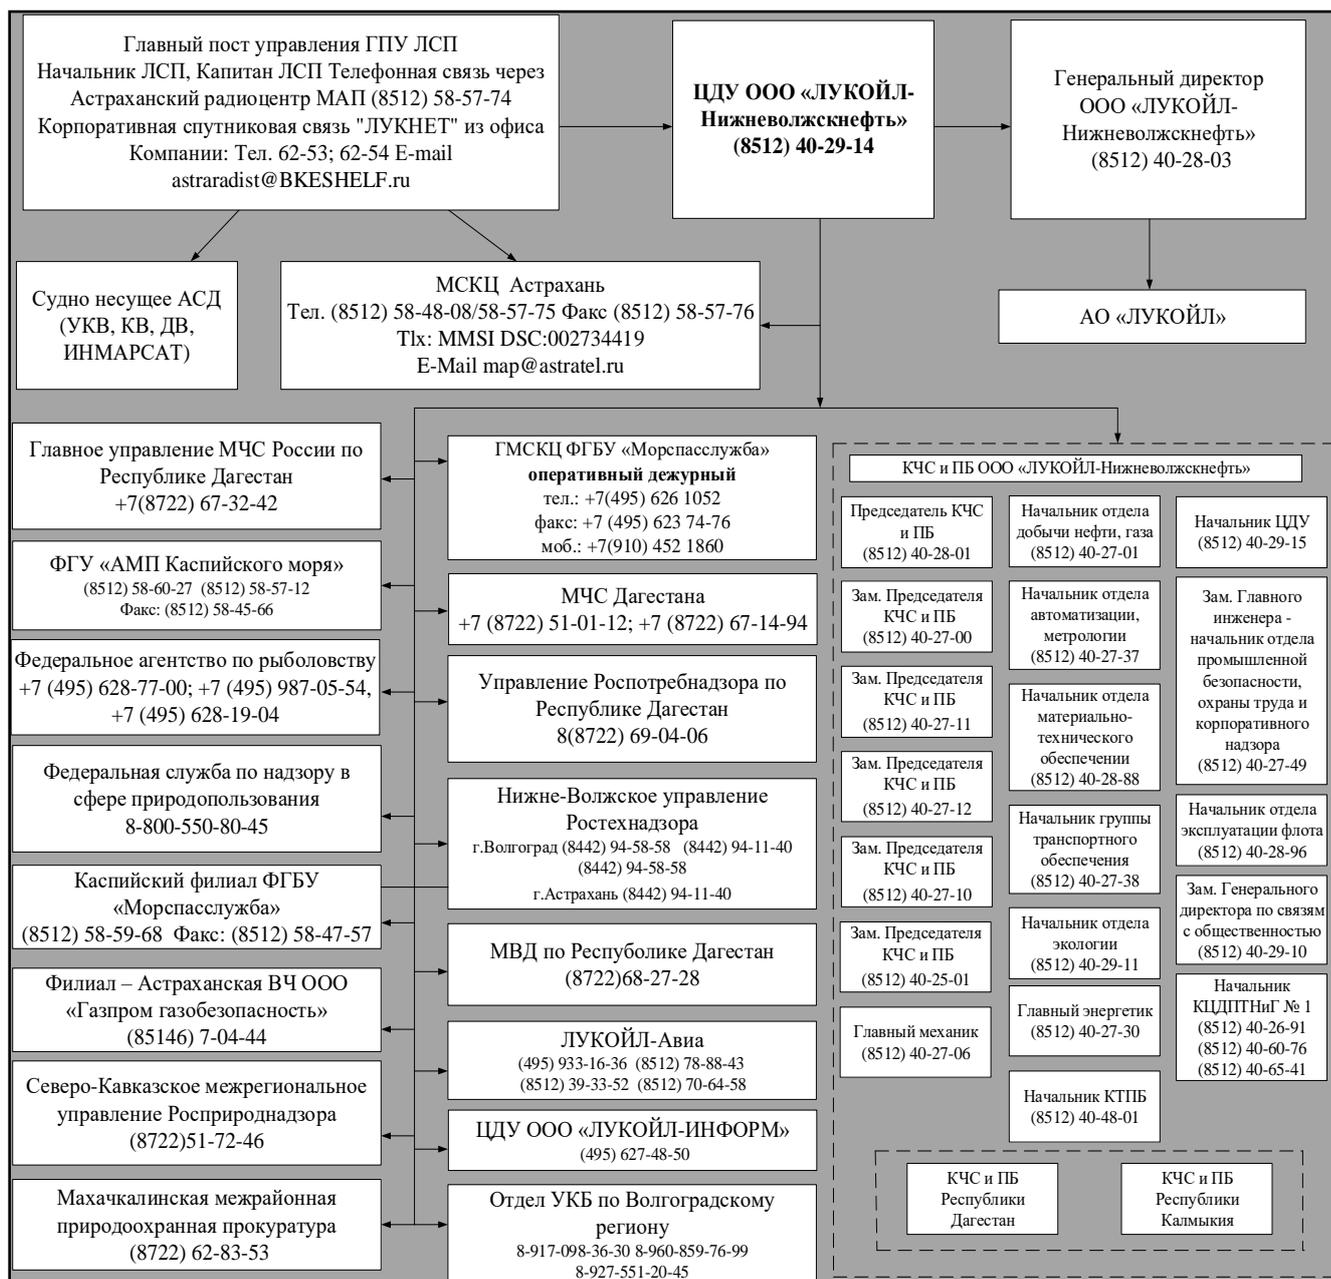 Главный пост управления ГПУ ЛСП
Начальник ЛСП, Капитан ЛСП Телефонная связь через
Астраханский радиоцентр МАП (8512) 58-57-74
Корпоративная спутниковая связь "ЛУКНЕТ" из офиса
Компании: Тел. 62-53; 62-54 E-mail
astraradist@BKESHELF.ru
ЦДУ ООО «ЛУКОЙЛ-
Нижневолжскнефть»
(8512) 40-29-14
Генеральный директор
ООО «ЛУКОЙЛ-
Нижневолжскнефть»
(8512) 40-28-03
Судно несущее АСД
(УКВ, КВ, ДВ,
ИНМАРСАТ)
МСКЦ Астрахань
Тел. (8512) 58-48-08/58-57-75 Факс (8512) 58-57-76
Tlx: MMSI DSC:002734419
E-Mail map@astratel.ru
АО «ЛУКОЙЛ»
Главное управление МЧС России по
Республике Дагестан
+7(8722) 67-32-42
ФГУ «АМП Каспийского моря»
(8512) 58-60-27 (8512) 58-57-12
Факс: (8512) 58-45-66
Федеральное агентство по рыболовству
+7 (495) 628-77-00; +7 (495) 987-05-54,
+7 (495) 628-19-04
Федеральная служба по надзору в
сфере природопользования
8-800-550-80-45
Каспийский филиал ФГБУ
«Морспасслужба»
(8512) 58-59-68 Факс: (8512) 58-47-57
Филиал – Астраханская ВЧ ООО
«Газпром газобезопасность»
(85146) 7-04-44
Северо-Кавказское межрегиональное
управление Росприроднадзора
(8722)51-72-46
Махачкалинская межрайонная
природоохранная прокуратура
(8722) 62-83-53
ГМСКЦ ФГБУ «Морспасслужба»
оперативный дежурный
тел.: +7(495) 626 1052
факс: +7 (495) 623 74-76
моб.: +7(910) 452 1860
МЧС Дагестана
+7 (8722) 51-01-12; +7 (8722) 67-14-94
Управление Роспотребнадзора по
Республике Дагестан
8(8722) 69-04-06
Нижне-Волжское управление
Ростехнадзора
г.Волгоград (8442) 94-58-58 (8442) 94-11-40
(8442) 94-58-58
г.Астрахань (8442) 94-11-40
МВД по Респуболике Дагестан
(8722)68-27-28
ЛУКОЙЛ-Авиа
(495) 933-16-36 (8512) 78-88-43
(8512) 39-33-52 (8512) 70-64-58
ЦДУ ООО «ЛУКОЙЛ-ИНФОРМ»
(495) 627-48-50
Отдел УКБ по Волгоградскому
региону
8-917-098-36-30 8-960-859-76-99
8-927-551-20-45
КЧС и ПБ ООО «ЛУКОЙЛ-Нижневолжскнефть»
Председатель КЧС
и ПБ
(8512) 40-28-01
Зам. Председателя
КЧС и ПБ
(8512) 40-27-00
Зам. Председателя
КЧС и ПБ
(8512) 40-27-11
Зам. Председателя
КЧС и ПБ
(8512) 40-27-12
Зам. Председателя
КЧС и ПБ
(8512) 40-27-10
Зам. Председателя
КЧС и ПБ
(8512) 40-25-01
Главный механик
(8512) 40-27-06
Начальник отдела
добычи нефти, газа
(8512) 40-27-01
Начальник отдела
автоматизации,
метрологии
(8512) 40-27-37
Начальник отдела
материально-
технического
обеспечении
(8512) 40-28-88
Начальник группы
транспортного
обеспечения
(8512) 40-27-38
Начальник отдела
экологии
(8512) 40-29-11
Главный энергетик
(8512) 40-27-30
Начальник КТПБ
(8512) 40-48-01
Начальник ЦДУ
(8512) 40-29-15
Зам. Главного
инженера -
начальник отдела
промышленной
безопасности,
охраны труда и
корпоративного
надзора
(8512) 40-27-49
Начальник отдела
эксплуатации флота
(8512) 40-28-96
Зам. Генерального
директора по связям
с общественностью
(8512) 40-29-10
Начальник
КЦДПТНиГ № 1
(8512) 40-26-91
(8512) 40-60-76
(8512) 40-65-41
КЧС и ПБ
Республики
Дагестан
КЧС и ПБ
Республики
Калмыкия